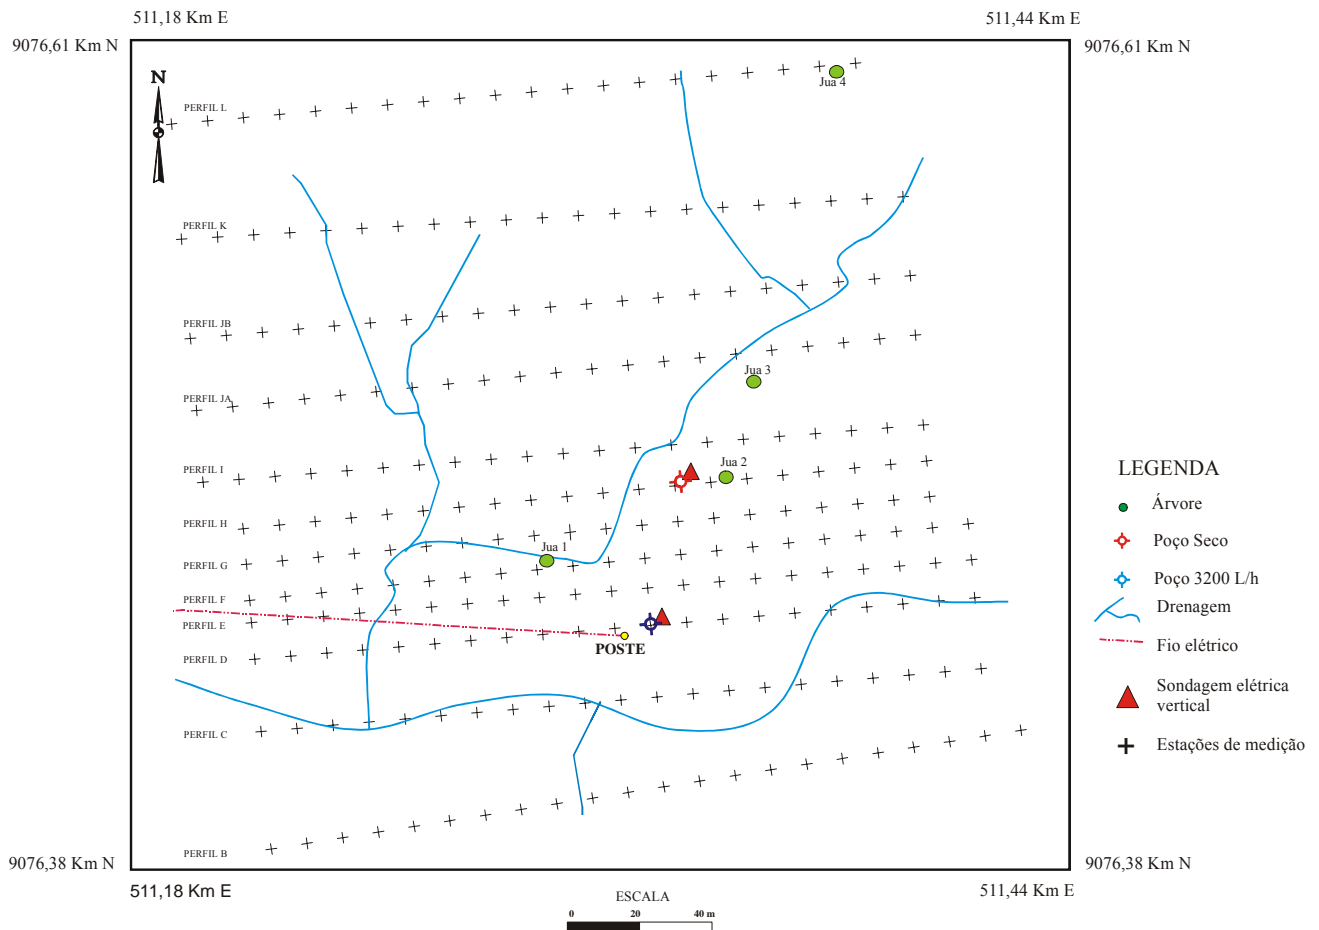 511,18 Km E
511,44 Km E
9076,61 Km N
9076,61 Km N
N
Jua 4
PERFIL L
PERFIL K
PERFIL JB
Jua 3
PERFIL JA
Jua 2
PERFIL I
PERFIL H
Jua 1
PERFIL G
PERFIL F
PERFIL E
POSTE
PERFIL D
PERFIL C
PERFIL B
LEGENDA
Árvore
Poço Seco
Poço 3200 L/h
Drenagem
Fio elétrico
Sondagem elétrica
vertical
Estações de medição
9076,38 Km N
9076,38 Km N
511,18 Km E
511,44 Km E
ESCALA
0 20 40 m